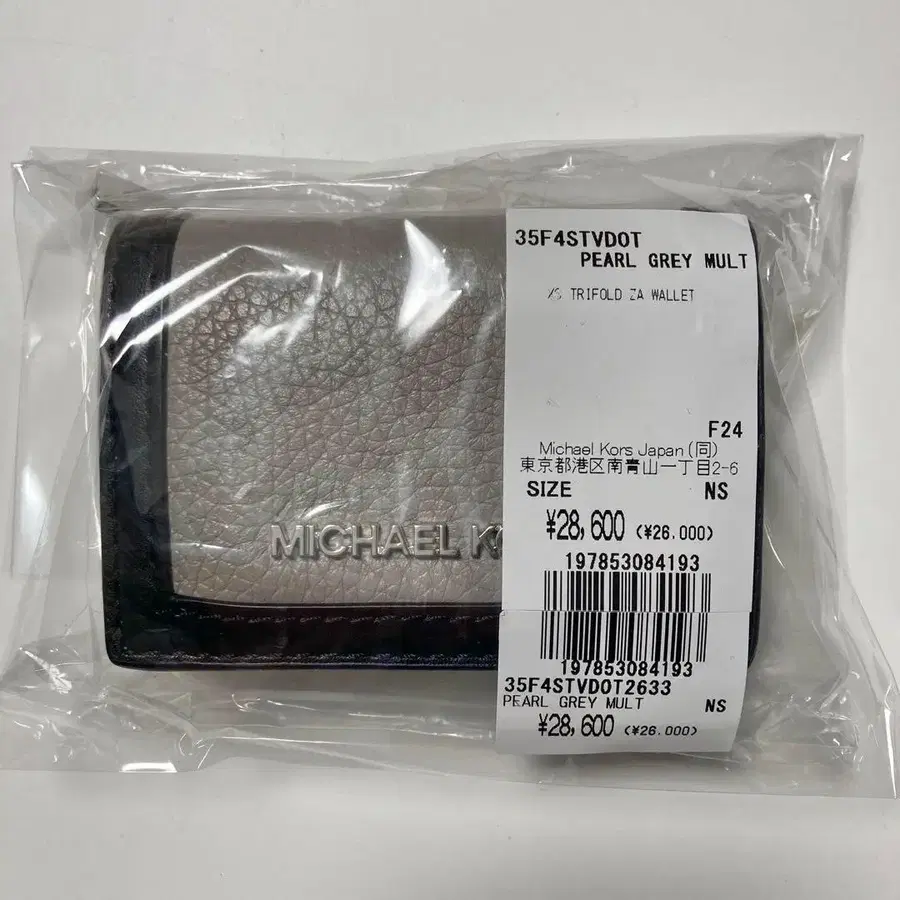 35F4STVDOT
PEARL GREY MULT
XS TRIFOLD ZA WALLET
F24
Michael Kors Japan(同)
東京都港区南青山一丁目2-6
SIZE NS
¥28,600 (¥26.000)
197853084193
197853084193
35F4STVDOT2633
PEARL GREY MULT NS
¥28,600 (¥26.000)
MICHAEL K